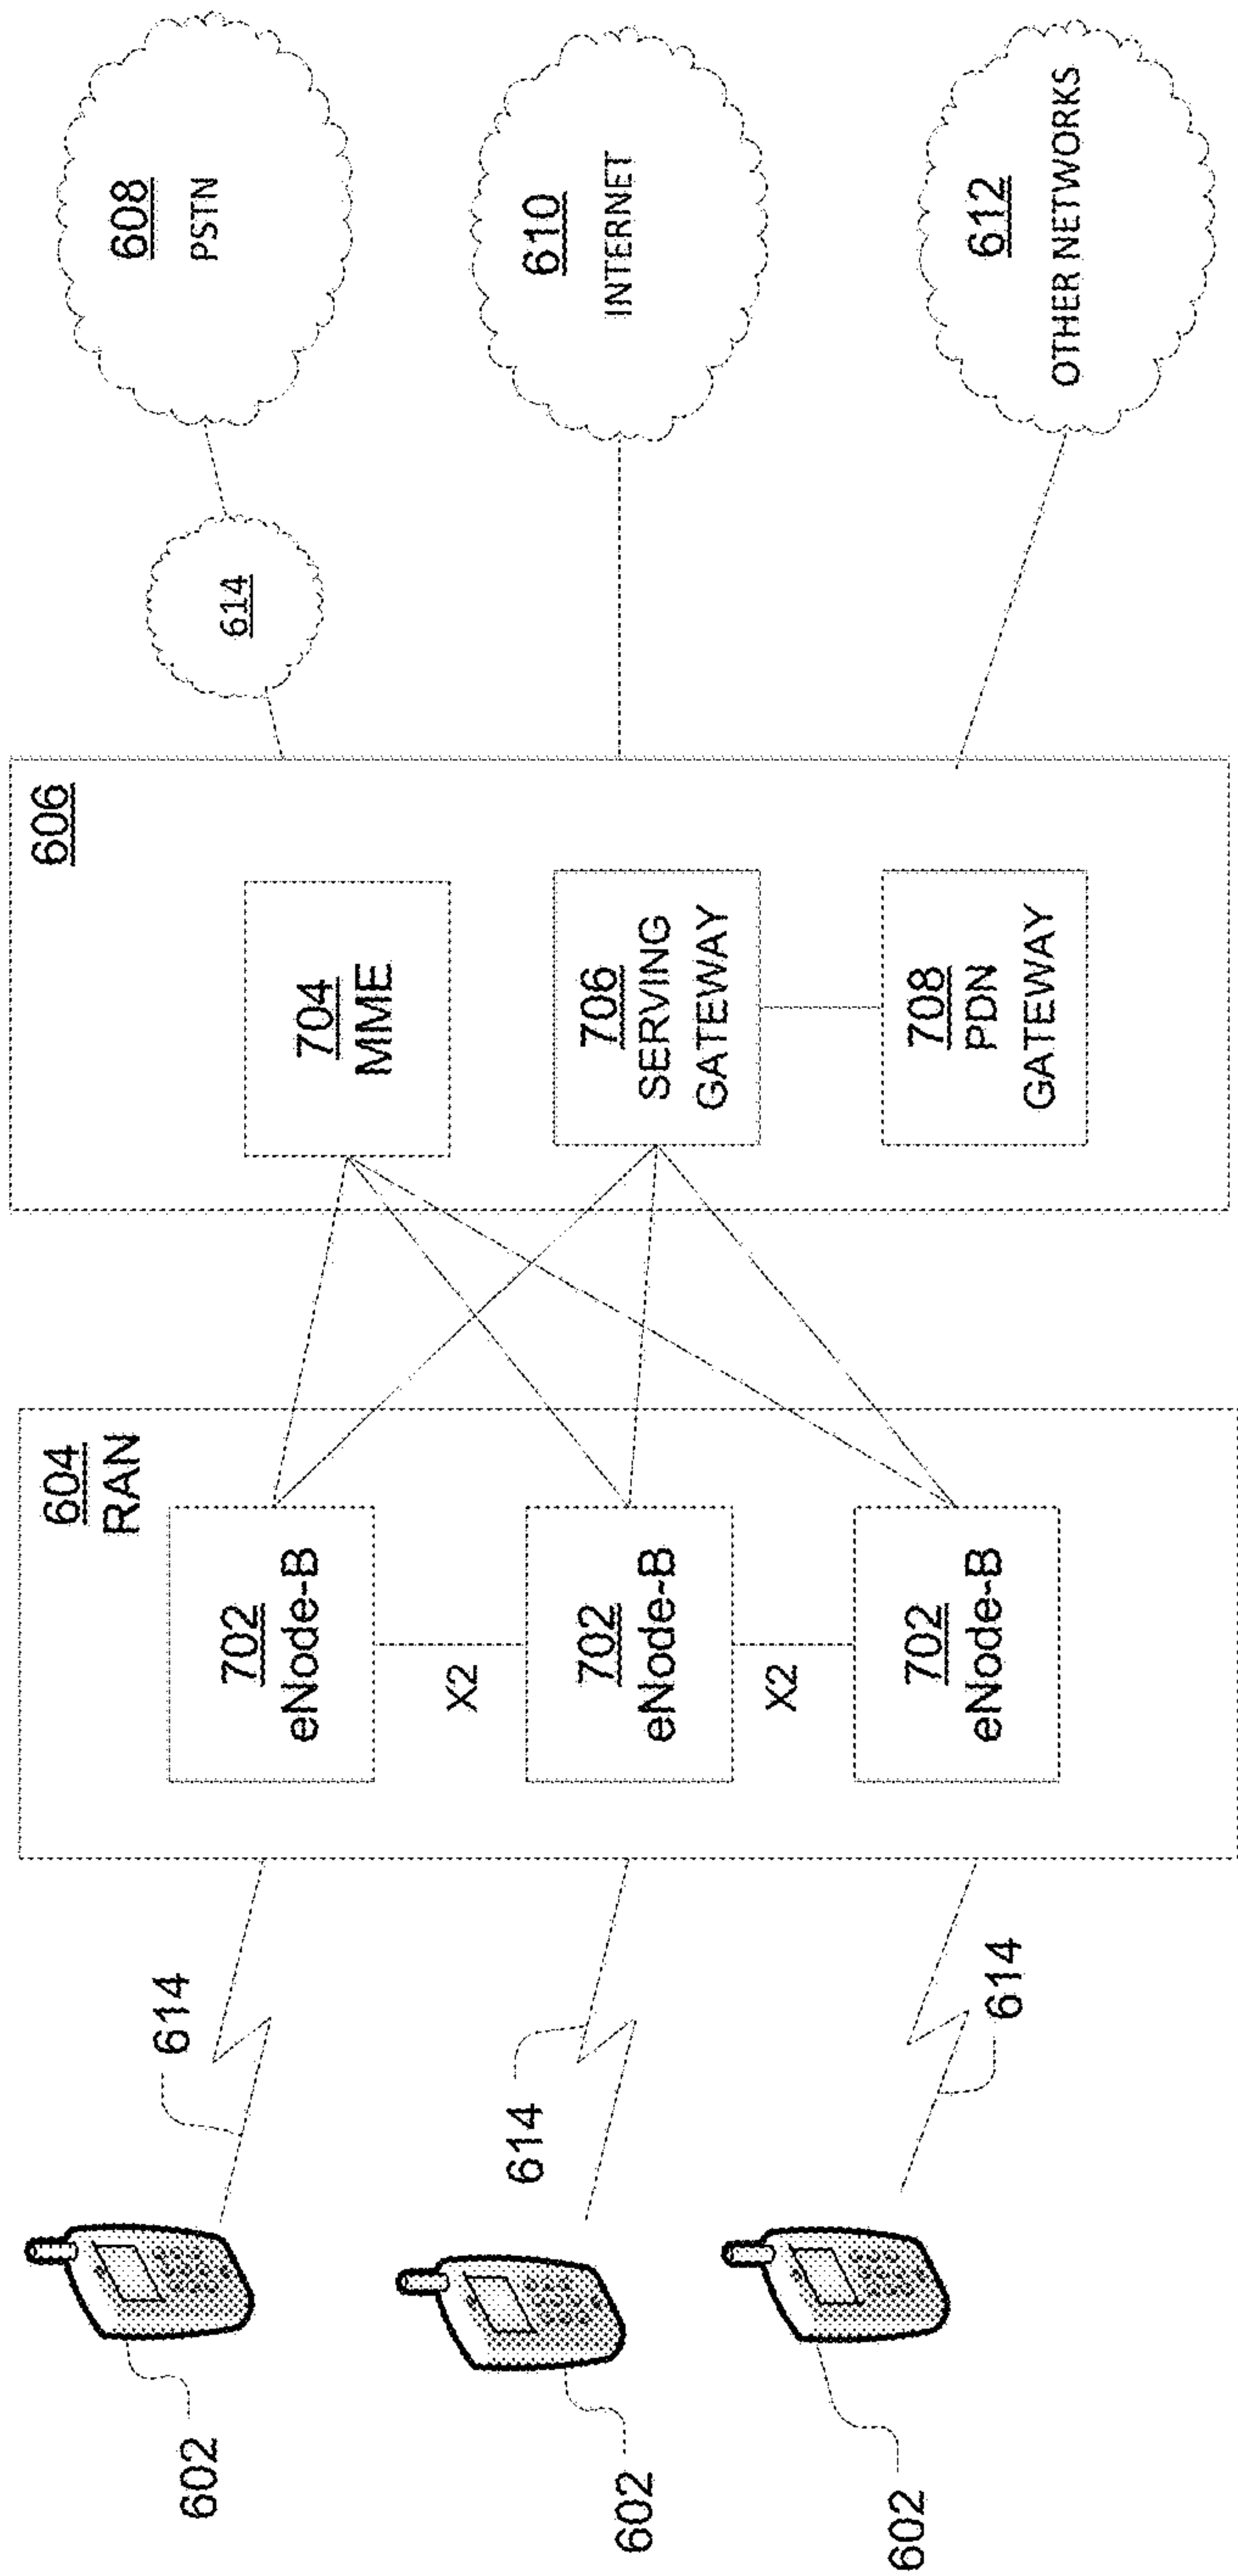 602
614
602
614
602
614
604
RAN
702
eNode-B
X2
702
eNode-B
X2
702
eNode-B
606
704
MME
706
SERVING
GATEWAY
708
PDN
GATEWAY
614
608
PSTN
610
INTERNET
612
OTHER NETWORKS